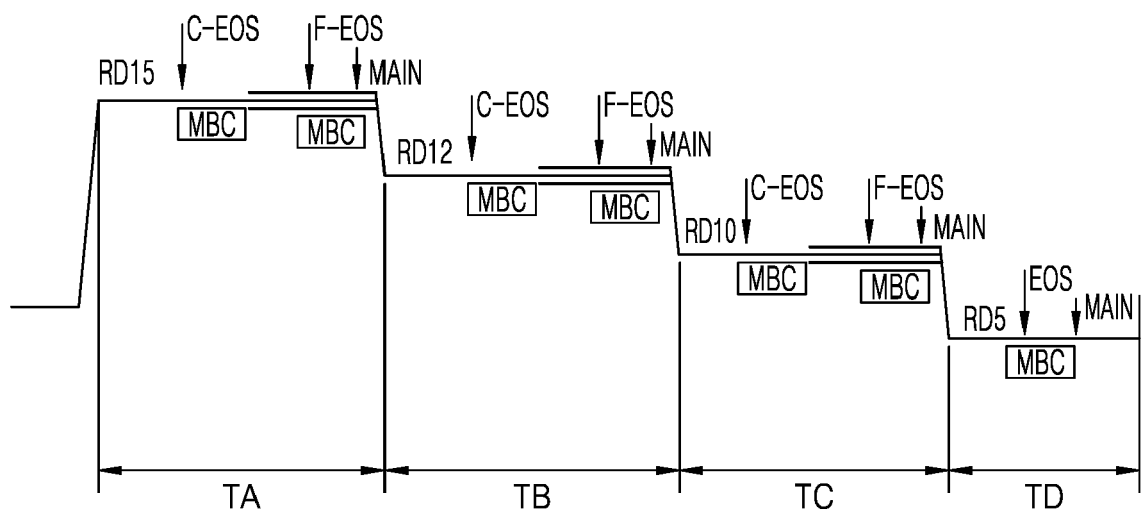 C-EOS F-EOS
RD15 MAIN
MBC MBC
C-EOS F-EOS
RD12 MAIN
MBC MBC
C-EOS F-EOS
RD10 MAIN
MBC MBC
EOS
RD5 MAIN
MBC
TA TB TC TD